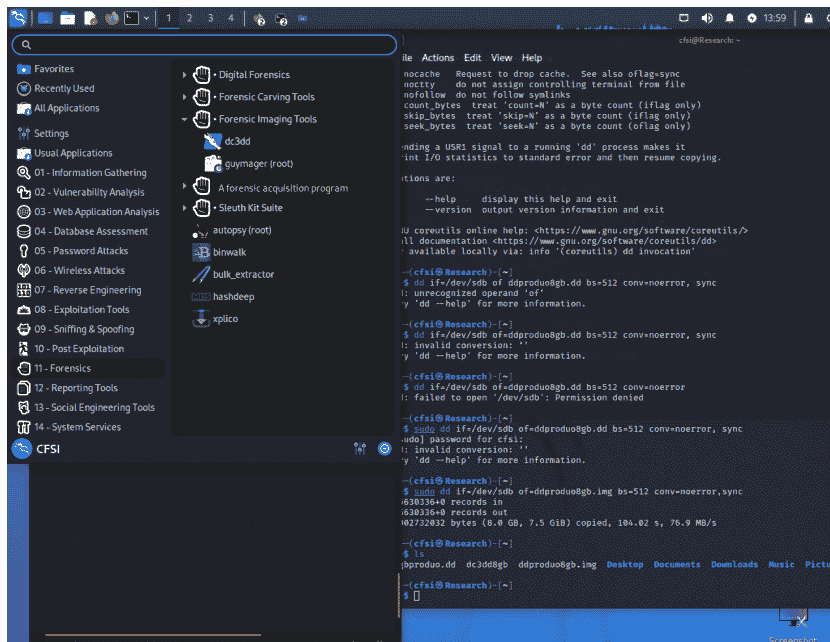 1 2 3 4 13:59
cfsi@Research: ~
Favorites
Recently Used
All Applications
Settings
Usual Applications
01 - Information Gathering
02 - Vulnerability Analysis
03 - Web Application Analysis
04 - Database Assessment
05 - Password Attacks
06 - Wireless Attacks
07 - Reverse Engineering
08 - Exploitation Tools
09 - Sniffing & Spoofing
10 - Post Exploitation
11 - Forensics
12 - Reporting Tools
13 - Social Engineering Tools
14 - System Services
CFSI
• Digital Forensics
• Forensic Carving Tools
• Forensic Imaging Tools
dc3dd
guymager (root)
A forensic acquisition program
• Sleuth Kit Suite
autopsy (root)
binwalk
bulk_extractor
hashdeep
xplico
ile Actions Edit View Help
nocache Request to drop cache. See also oflag=sync
noctty do not assign controlling terminal from file
nofollow do not follow symlinks
count_bytes treat 'count=N' as a byte count (iflag only)
skip_bytes treat 'skip=N' as a byte count (iflag only)
seek_bytes treat 'seek=N' as a byte count (oflag only)
ending a USR1 signal to a running 'dd' process makes it
rint I/O statistics to standard error and then resume copying.
ptions are:
--help display this help and exit
--version output version information and exit
NU coreutils online help: <https://www.gnu.org/software/coreutils/>
ull documentation <https://www.gnu.org/software/coreutils/dd>
r available locally via: info '(coreutils) dd invocation'
(cfsi㉿Research)-[~]
$ dd if=/dev/sdb of ddproduo8gb.dd bs=512 conv=noerror, sync
d: unrecognized operand 'of'
ry 'dd --help' for more information.
(cfsi㉿Research)-[~]
$ dd if=/dev/sdb of=ddproduo8gb.dd bs=512 conv=noerror, sync
d: invalid conversion: ''
ry 'dd --help' for more information.
(cfsi㉿Research)-[~]
$ dd if=/dev/sdb of=ddproduo8gb.dd bs=512 conv=noerror
d: failed to open '/dev/sdb': Permission denied
(cfsi㉿Research)-[~]
$ sudo dd if=/dev/sdb of=ddproduo8gb.dd bs=512 conv=noerror, sync
sudo] password for cfsi:
d: invalid conversion: ''
ry 'dd --help' for more information.
(cfsi㉿Research)-[~]
$ sudo dd if=/dev/sdb of=ddproduo8gb.img bs=512 conv=noerror,sync
5630336+0 records in
5630336+0 records out
002732032 bytes (8.0 GB, 7.5 GiB) copied, 104.02 s, 76.9 MB/s
(cfsi㉿Research)-[~]
$ ls
gbproduo.dd dc3dd8gb ddproduo8gb.img Desktop Documents Downloads Music Pictu
(cfsi㉿Research)-[~]
$
Screenshot